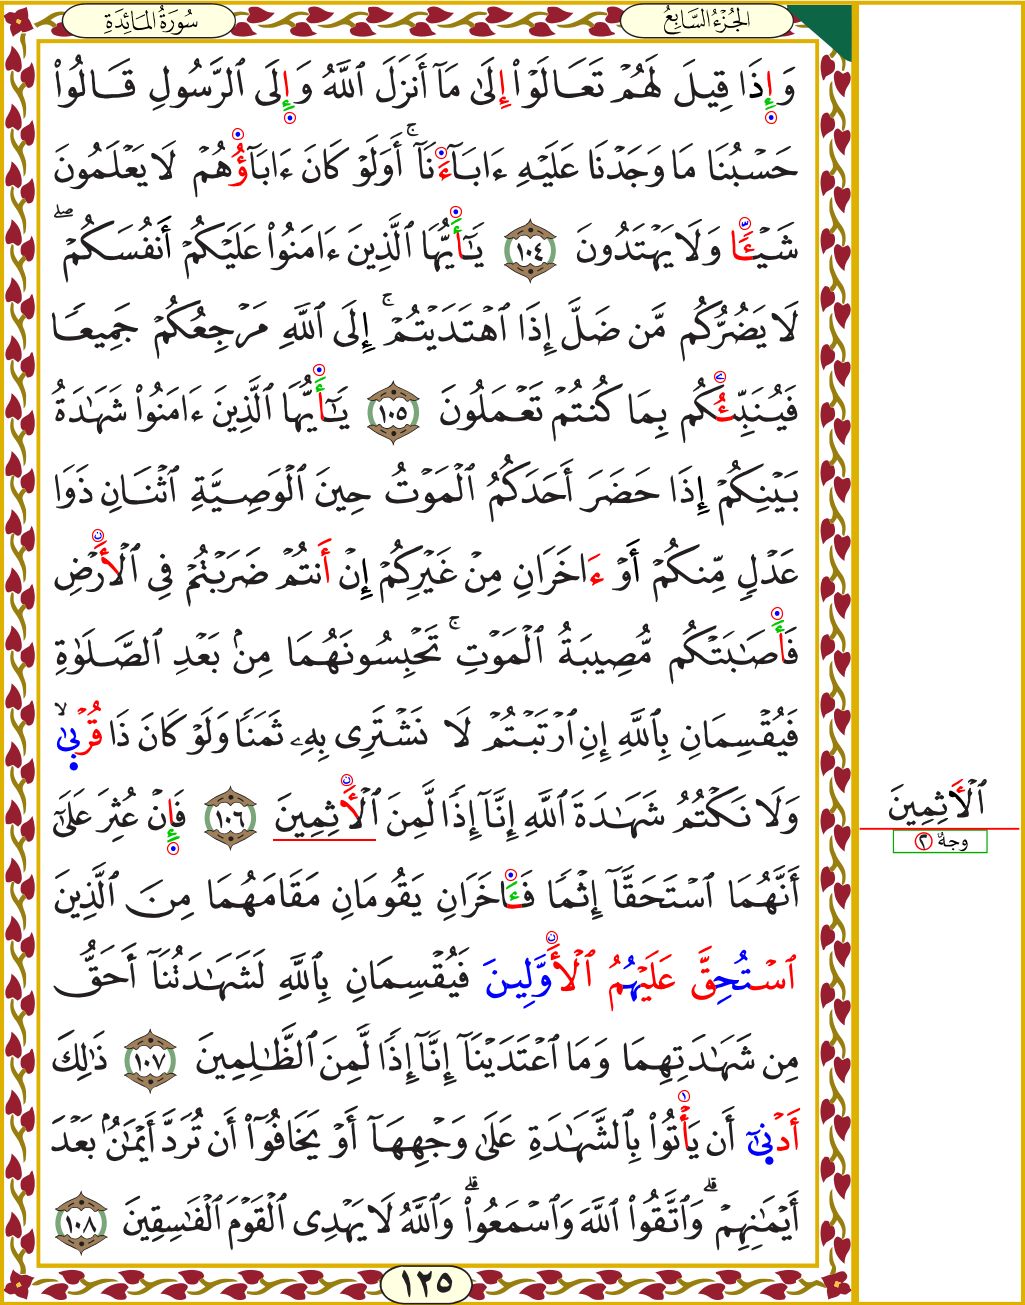 سُورَةُ المَائدَةِ
الجُزْءُ السَّابِعُ
وَإِذَا قِيلَ لَهُمْ تَعَالَوْاْ إِلَىٰ مَآ أَنزَلَ ٱللَّهُ وَإِلَى ٱلرَّسُولِ قَالُواْ
حَسْبُنَا مَا وَجَدْنَا عَلَيْهِ ءَابَآءَنَآۚ أَوَلَوْ كَانَ ءَابَآؤُهُمْ لَا يَعْلَمُونَ
شَيْـًٔا وَلَا يَهْتَدُونَ ١٠٤ يَـٰٓأَيُّهَا ٱلَّذِينَ ءَامَنُواْ عَلَيْكُمْ أَنفُسَكُمْۖ
لَا يَضُرُّكُم مَّن ضَلَّ إِذَا ٱهْتَدَيْتُمْۚ إِلَى ٱللَّهِ مَرْجِعُكُمْ جَمِيعًا
فَيُنَبِّئُكُم بِمَا كُنتُمْ تَعْمَلُونَ ١٠٥ يَـٰٓأَيُّهَا ٱلَّذِينَ ءَامَنُواْ شَهَـٰدَةُ
بَيْنِكُمْ إِذَا حَضَرَ أَحَدَكُمُ ٱلْمَوْتُ حِينَ ٱلْوَصِيَّةِ ٱثْنَانِ ذَوَا
عَدْلٍ مِّنكُمْ أَوْ ءَاخَرَانِ مِنْ غَيْرِكُمْ إِنْ أَنتُمْ ضَرَبْتُمْ فِى ٱلْأَرْضِ
فَأَصَـٰبَتْكُم مُّصِيبَةُ ٱلْمَوْتِۚ تَحْبِسُونَهُمَا مِنۢ بَعْدِ ٱلصَّلَوٰةِ
فَيُقْسِمَانِ بِٱللَّهِ إِنِ ٱرْتَبْتُمْ لَا نَشْتَرِى بِهِۦ ثَمَنًا وَلَوْ كَانَ ذَا قُرْبَىٰۙ
وَلَا نَكْتُمُ شَهَـٰدَةَ ٱللَّهِ إِنَّآ إِذًا لَّمِنَ ٱلْأَثِمِينَ ١٠٦ فَإِنْ عُثِرَ عَلَىٰٓ
أَنَّهُمَا ٱسْتَحَقَّآ إِثْمًا فَـَٔاخَرَانِ يَقُومَانِ مَقَامَهُمَا مِنَ ٱلَّذِينَ
ٱسْتُحِقَّ عَلَيْهُمُ ٱلْأَوَّلِينَ فَيُقْسِمَانِ بِٱللَّهِ لَشَهَـٰدَتُنَآ أَحَقُّ
مِن شَهَـٰدَتِهِمَا وَمَا ٱعْتَدَيْنَآ إِنَّآ إِذًا لَّمِنَ ٱلظَّـٰلِمِينَ ١٠٧ ذَٰلِكَ
أَدْنَىٰٓ أَن يَأْتُواْ بِٱلشَّهَـٰدَةِ عَلَىٰ وَجْهِهَآ أَوْ يَخَافُوٓاْ أَن تُرَدَّ أَيْمَـٰنٌۢ بَعْدَ
أَيْمَـٰنِهِمْۗ وَٱتَّقُواْ ٱللَّهَ وَٱسْمَعُواْۗ وَٱللَّهُ لَا يَهْدِى ٱلْقَوْمَ ٱلْفَـٰسِقِينَ ١٠٨
١٢٥
ٱلْأَثِمِينَ
وجهٌ ٢